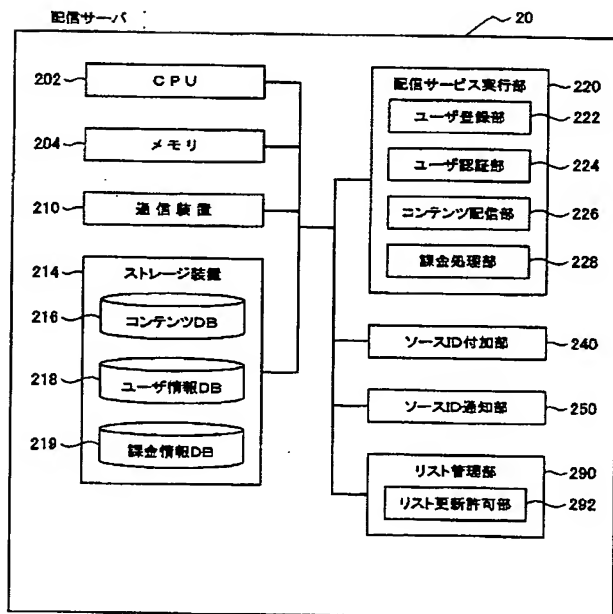 配信サーバ
20
202
CPU
204
メモリ
210
通信装置
214
ストレージ装置
216
コンテンツDB
218
ユーザ情報DB
219
課金情報DB
配信サービス実行部
220
ユーザ登録部
222
ユーザ認証部
224
コンテンツ配信部
226
課金処理部
228
ソースID付加部
240
ソースID通知部
250
リスト管理部
290
リスト更新許可部
292